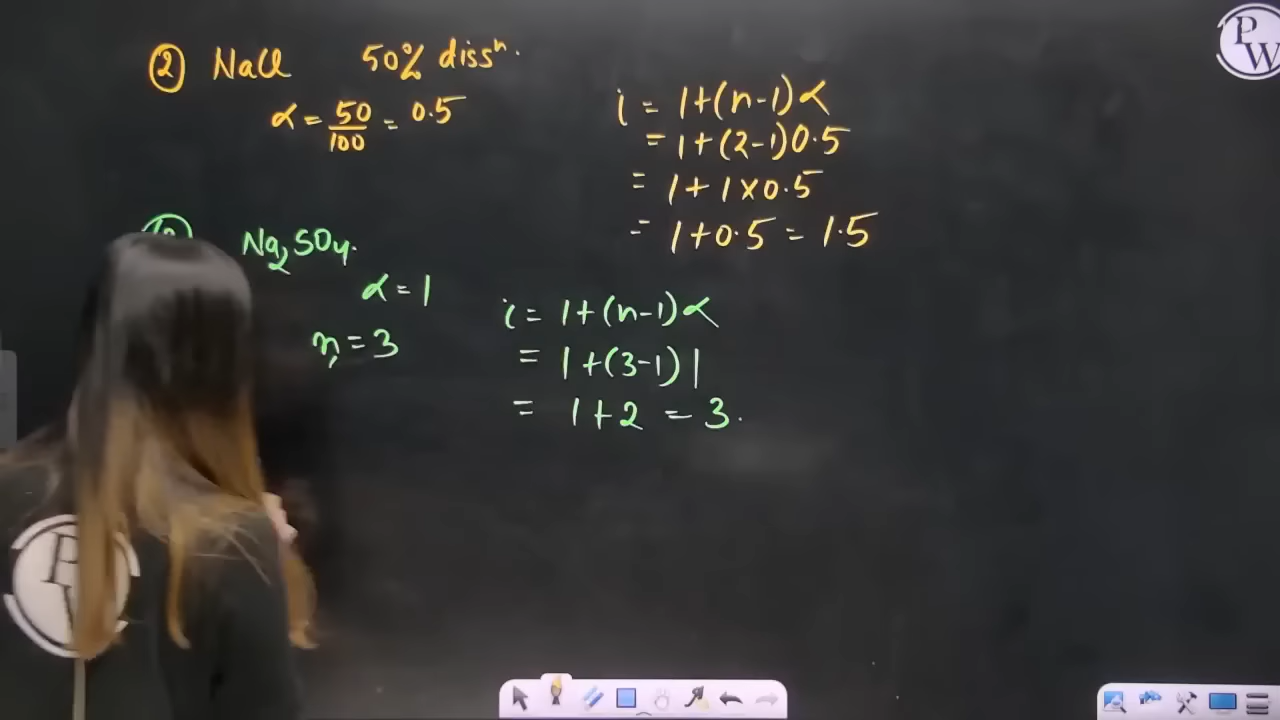 ② NaCl 50% dissⁿ.
α = 50/100 = 0.5
i = 1+(n-1)α
= 1+(2-1)0.5
= 1+1×0.5
= 1+0.5 = 1.5
Na₂SO₄.
α = 1
n = 3
i = 1+(n-1)α
= 1+(3-1)1
= 1+2 = 3.
PW